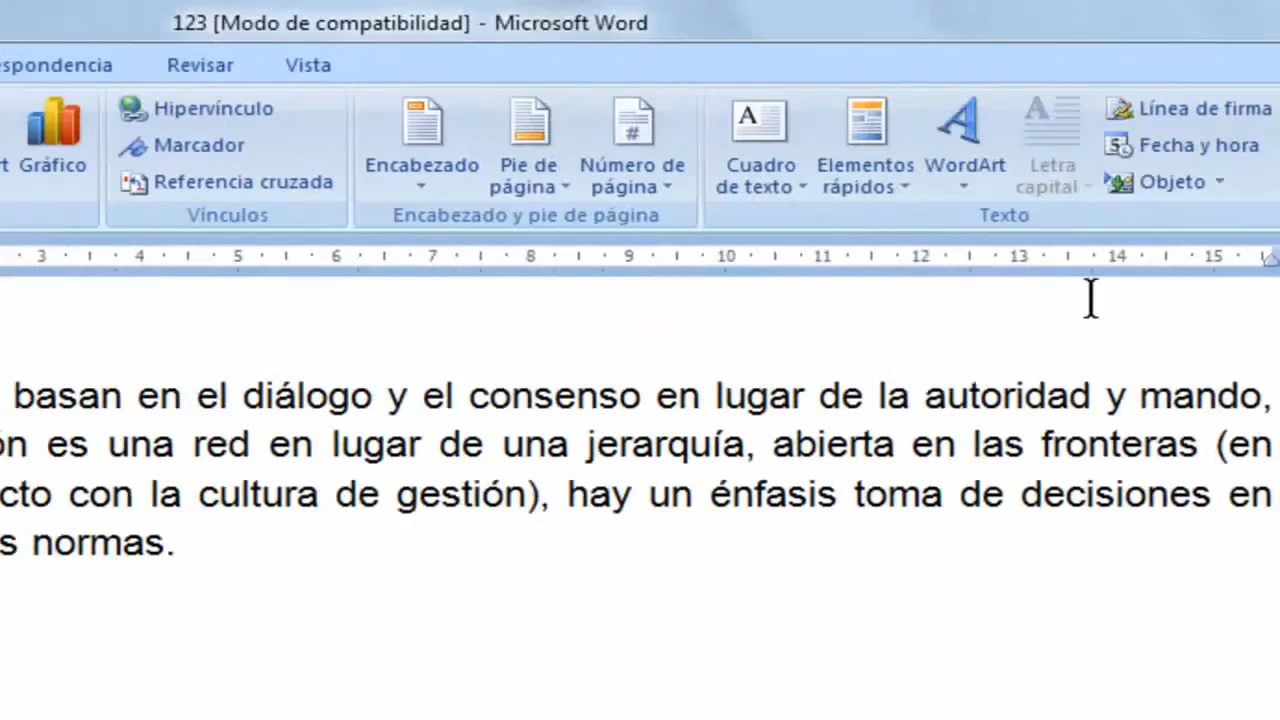 123 [Modo de compatibilidad] - Microsoft Word
espondencia Revisar Vista
Gráfico
Hipervínculo
Marcador
Referencia cruzada
Vínculos
Encabezado
Pie de
página
Número de
página
Encabezado y pie de página
Cuadro
de texto
Elementos
rápidos
WordArt
Letra
capital
Línea de firma
Fecha y hora
Objeto
Texto
3 4 5 6 7 8 9 10 11 12 13 14 15
basan en el diálogo y el consenso en lugar de la autoridad y mando,
ón es una red en lugar de una jerarquía, abierta en las fronteras (en
cto con la cultura de gestión), hay un énfasis toma de decisiones en
s normas.